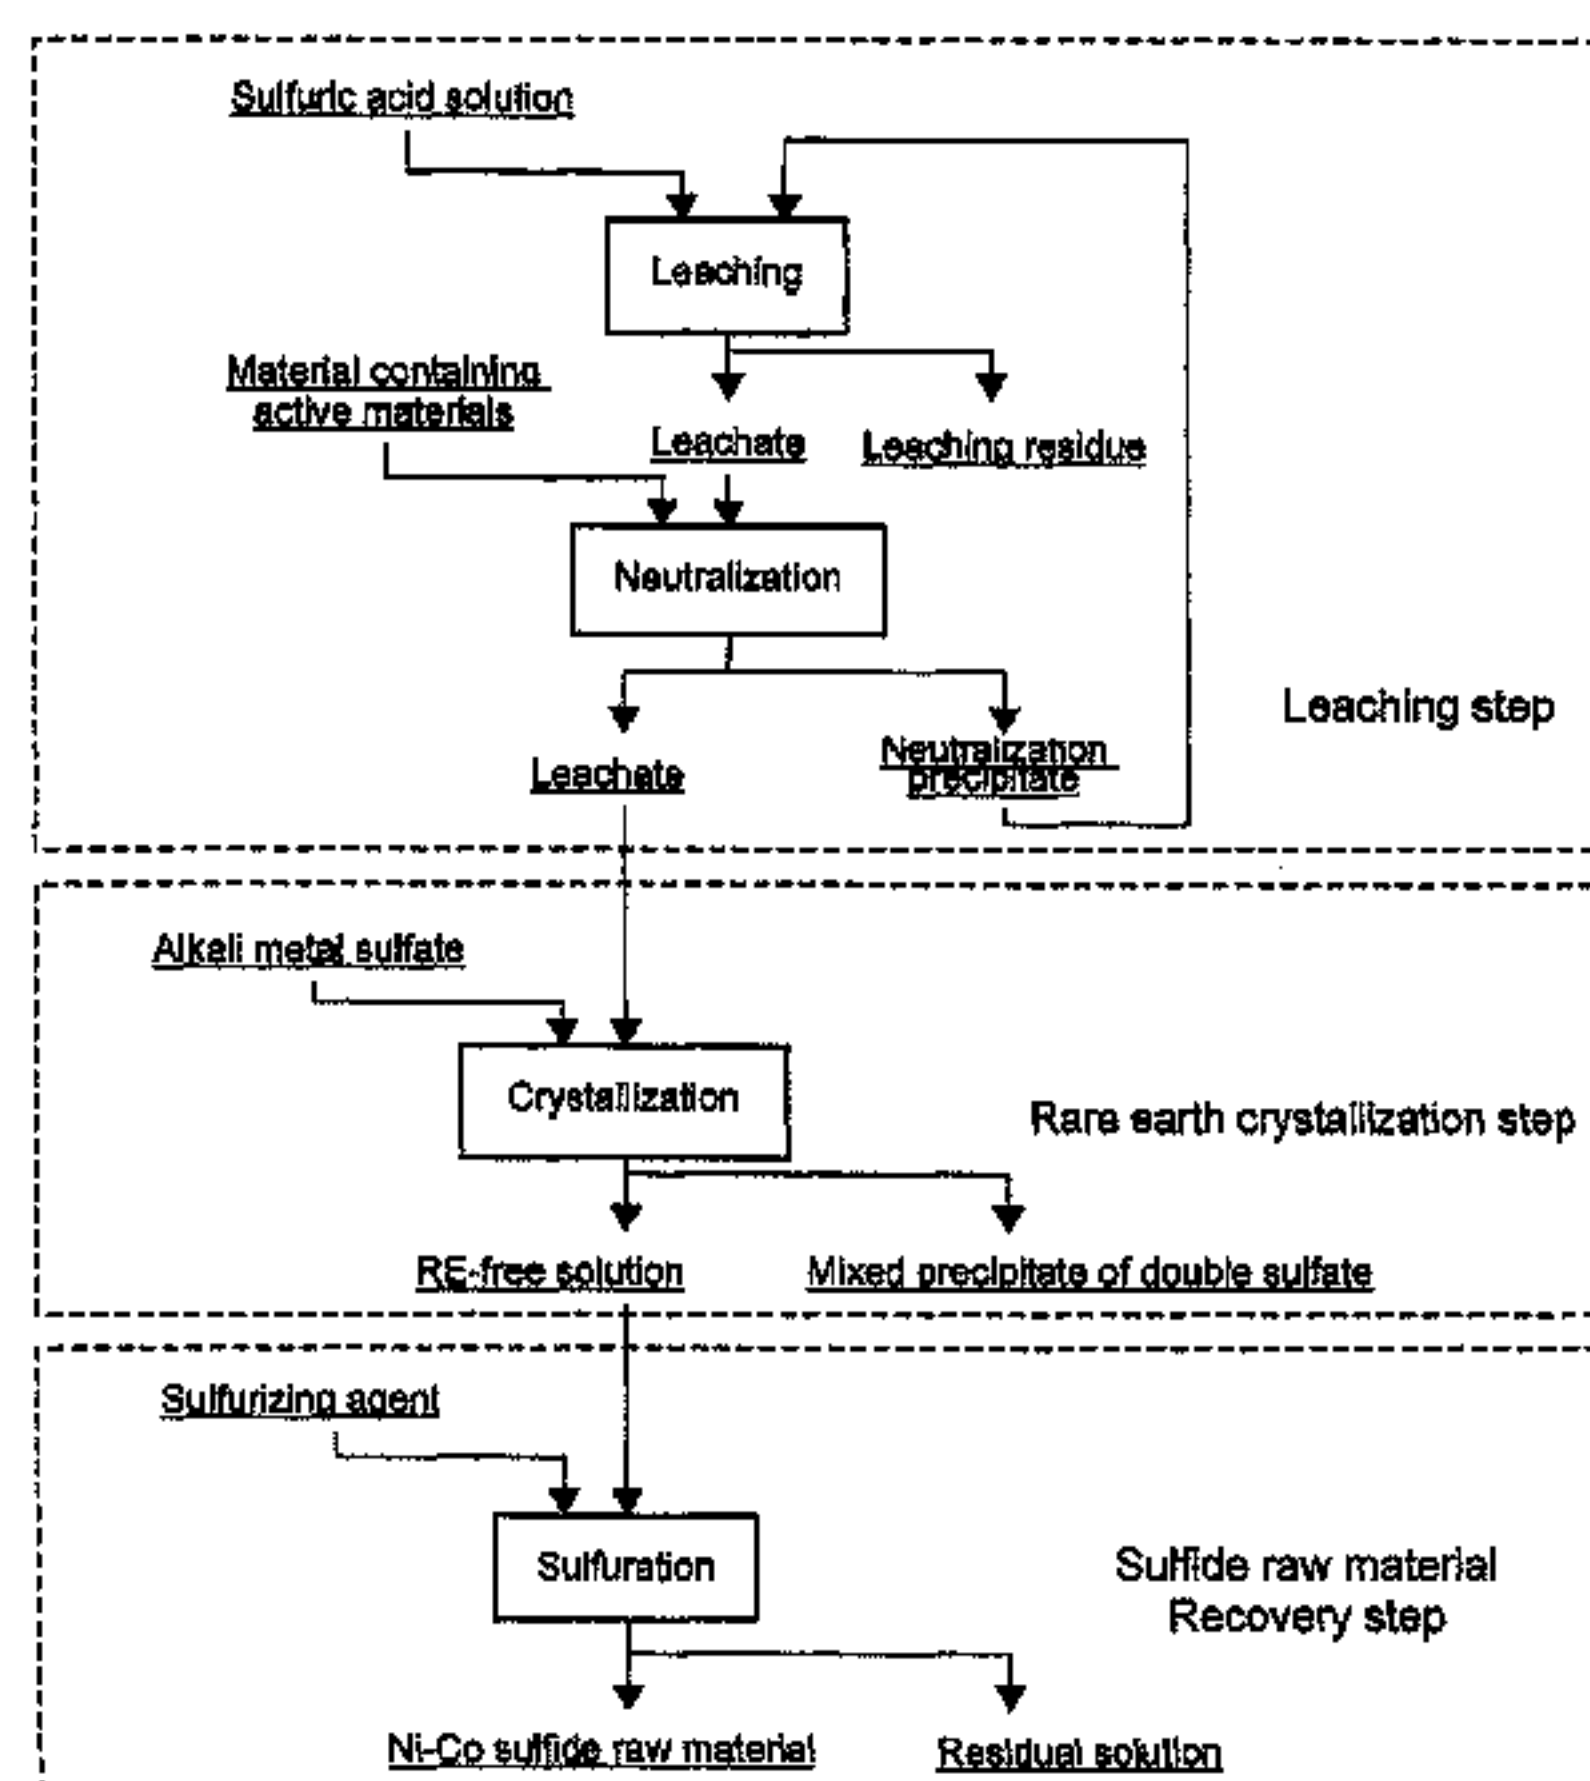 Sulfuric acid solution
Leaching
Material containing
active materials
Leachate
Leaching residue
Neutralization
Leaching step
Leachate
Neutralization
precipitate
Alkali metal sulfate
Crystallization
Rare earth crystallization step
RE-free solution
Mixed precipitate of double sulfate
Sulfurizing agent
Sulfuration
Sulfide raw material
Recovery step
Ni-Co sulfide raw material
Residual solution